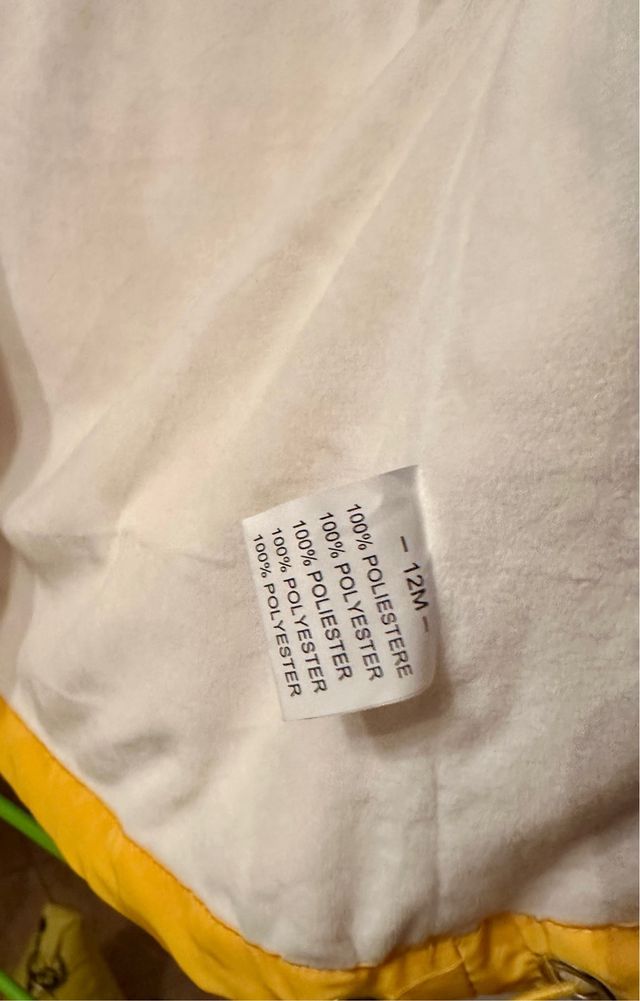 - 12M -
100% POLIESTERE
100% POLYESTER
100% POLIESTER
100% POLYESTER
100% POLYESTER